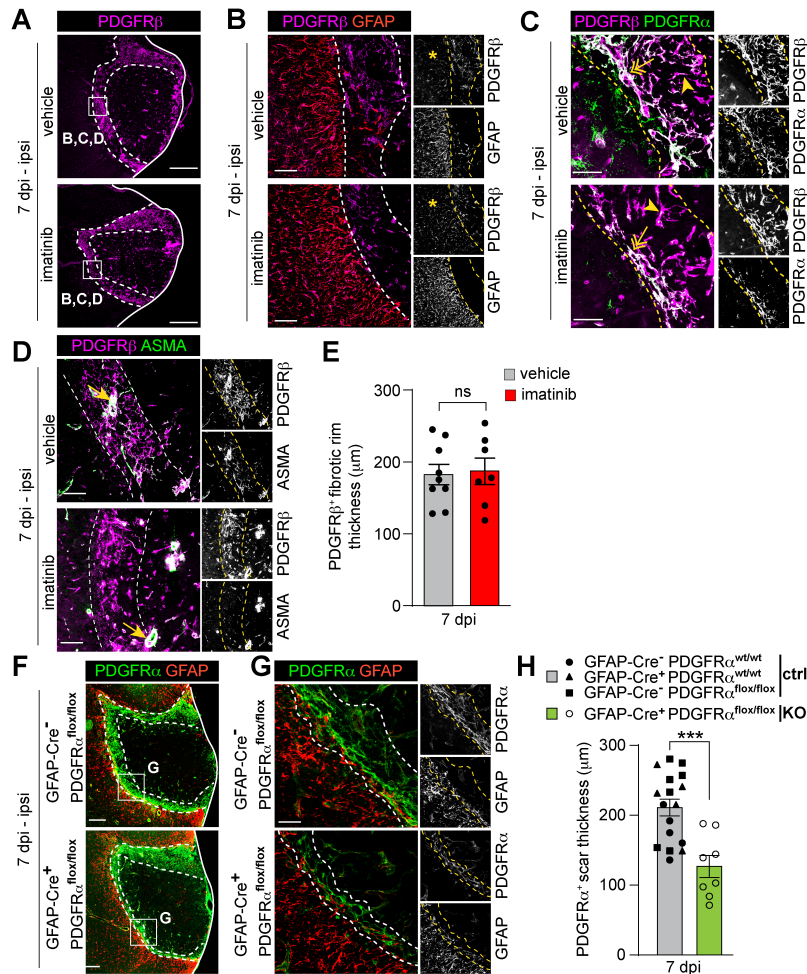 A
PDGFRβ
7 dpi - ipsi
vehicle
B,C,D
imatinib
B,C,D
B
PDGFRβ GFAP
7 dpi - ipsi
vehicle
*
PDGFRβ
GFAP
imatinib
*
PDGFRβ
GFAP
C
PDGFRβ PDGFRα
7 dpi - ipsi
vehicle
PDGFRβ
PDGFRα
imatinib
PDGFRβ
PDGFRα
D
PDGFRβ ASMA
7 dpi - ipsi
vehicle
PDGFRβ
ASMA
imatinib
PDGFRβ
ASMA
E
vehicle
imatinib
ns
PDGFRβ⁺ fibrotic rim
thickness (μm)
300
200
100
0
7 dpi
F
PDGFRα GFAP
7 dpi - ipsi
GFAP-Cre⁻
PDGFRα^flox/flox
G
GFAP-Cre⁺
PDGFRα^flox/flox
G
G
PDGFRα GFAP
GFAP-Cre⁻
PDGFRα^flox/flox
PDGFRα
GFAP
GFAP-Cre⁺
PDGFRα^flox/flox
PDGFRα
GFAP
H
GFAP-Cre⁻ PDGFRα^wt/wt
GFAP-Cre⁺ PDGFRα^wt/wt
GFAP-Cre⁻ PDGFRα^flox/flox
ctrl
GFAP-Cre⁺ PDGFRα^flox/flox
KO
***
PDGFRα⁺ scar thickness (μm)
300
200
100
0
7 dpi